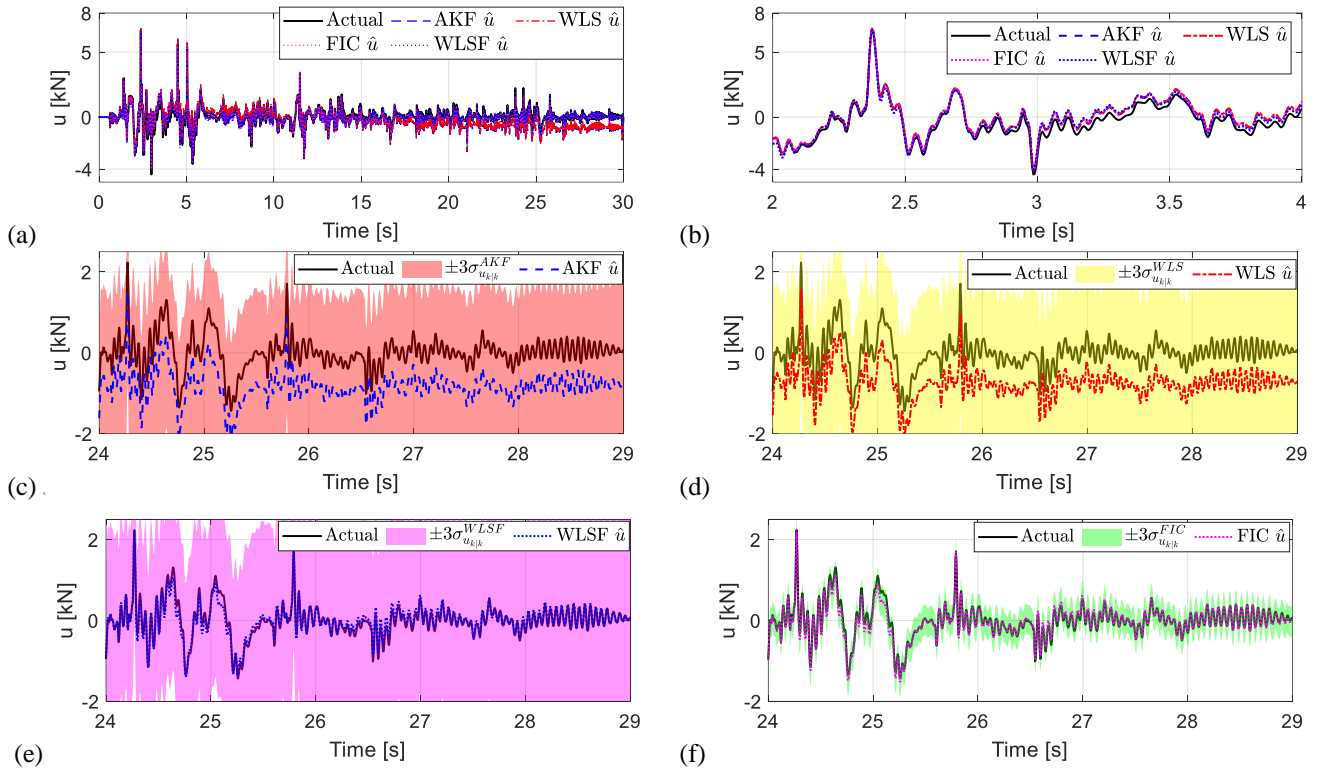 8
5
0
-4
u [kN]
Actual AKF û WLS û
FIC û WLSF û
0 5 10 15 20 25 30
Time [s]
(a)
8
5
0
-4
u [kN]
Actual AKF û WLS û
FIC û WLSF û
2 2.5 3 3.5 4
Time [s]
(b)
2
0
-2
u [kN]
Actual ±3σ_{u_{k|k}}^{AKF} AKF û
24 25 26 27 28 29
Time [s]
(c)
2
0
-2
u [kN]
Actual ±3σ_{u_{k|k}}^{WLS} WLS û
24 25 26 27 28 29
Time [s]
(d)
2
0
-2
u [kN]
Actual ±3σ_{u_{k|k}}^{WLSF} WLSF û
24 25 26 27 28 29
Time [s]
(e)
2
0
-2
u [kN]
Actual ±3σ_{u_{k|k}}^{FIC} FIC û
24 25 26 27 28 29
Time [s]
(f)